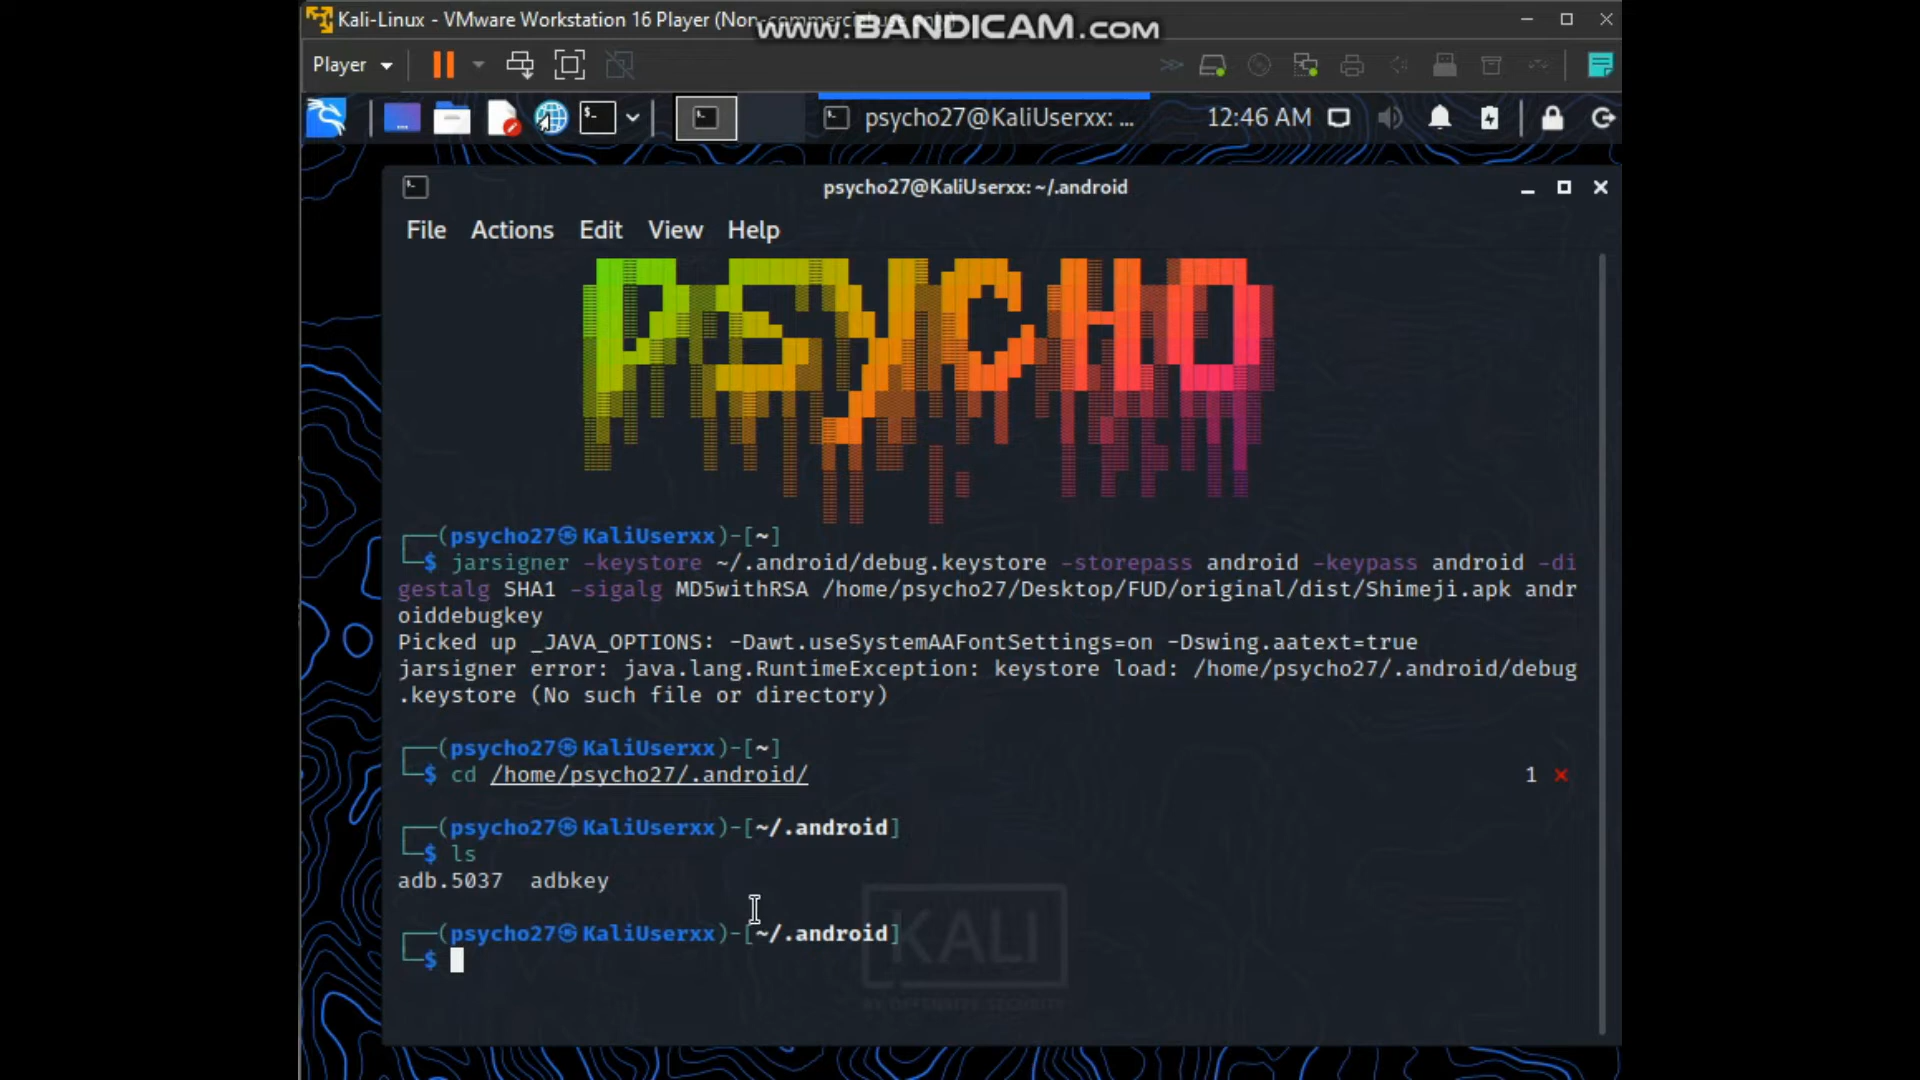 Kali-Linux - VMware Workstation 16 Player (Non-commercial use only)
www.BANDICAM.com
Player
psycho27@KaliUserxx: ...
12:46 AM
psycho27@KaliUserxx: ~/.android
File Actions Edit View Help
PSYCHO
┌──(psycho27㉿KaliUserxx)-[~]
└─$ jarsigner -keystore ~/.android/debug.keystore -storepass android -keypass android -di
gestalg SHA1 -sigalg MD5withRSA /home/psycho27/Desktop/FUD/original/dist/Shimeji.apk andr
oiddebugkey
Picked up _JAVA_OPTIONS: -Dawt.useSystemAAFontSettings=on -Dswing.aatext=true
jarsigner error: java.lang.RuntimeException: keystore load: /home/psycho27/.android/debug
.keystore (No such file or directory)
┌──(psycho27㉿KaliUserxx)-[~]
└─$ cd /home/psycho27/.android/ 1 ⨯
┌──(psycho27㉿KaliUserxx)-[~/.android]
└─$ ls
adb.5037 adbkey
┌──(psycho27㉿KaliUserxx)-[~/.android]
└─$
KALI
BY OFFENSIVE SECURITY